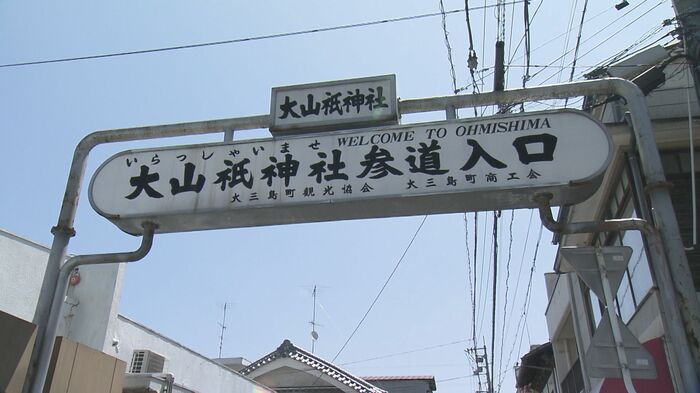 大山祇神社
いらっしゃいませ WELCOME TO OHMISHIMA
大山祇神社参道入口
大三島町観光協会 大三島町商工会